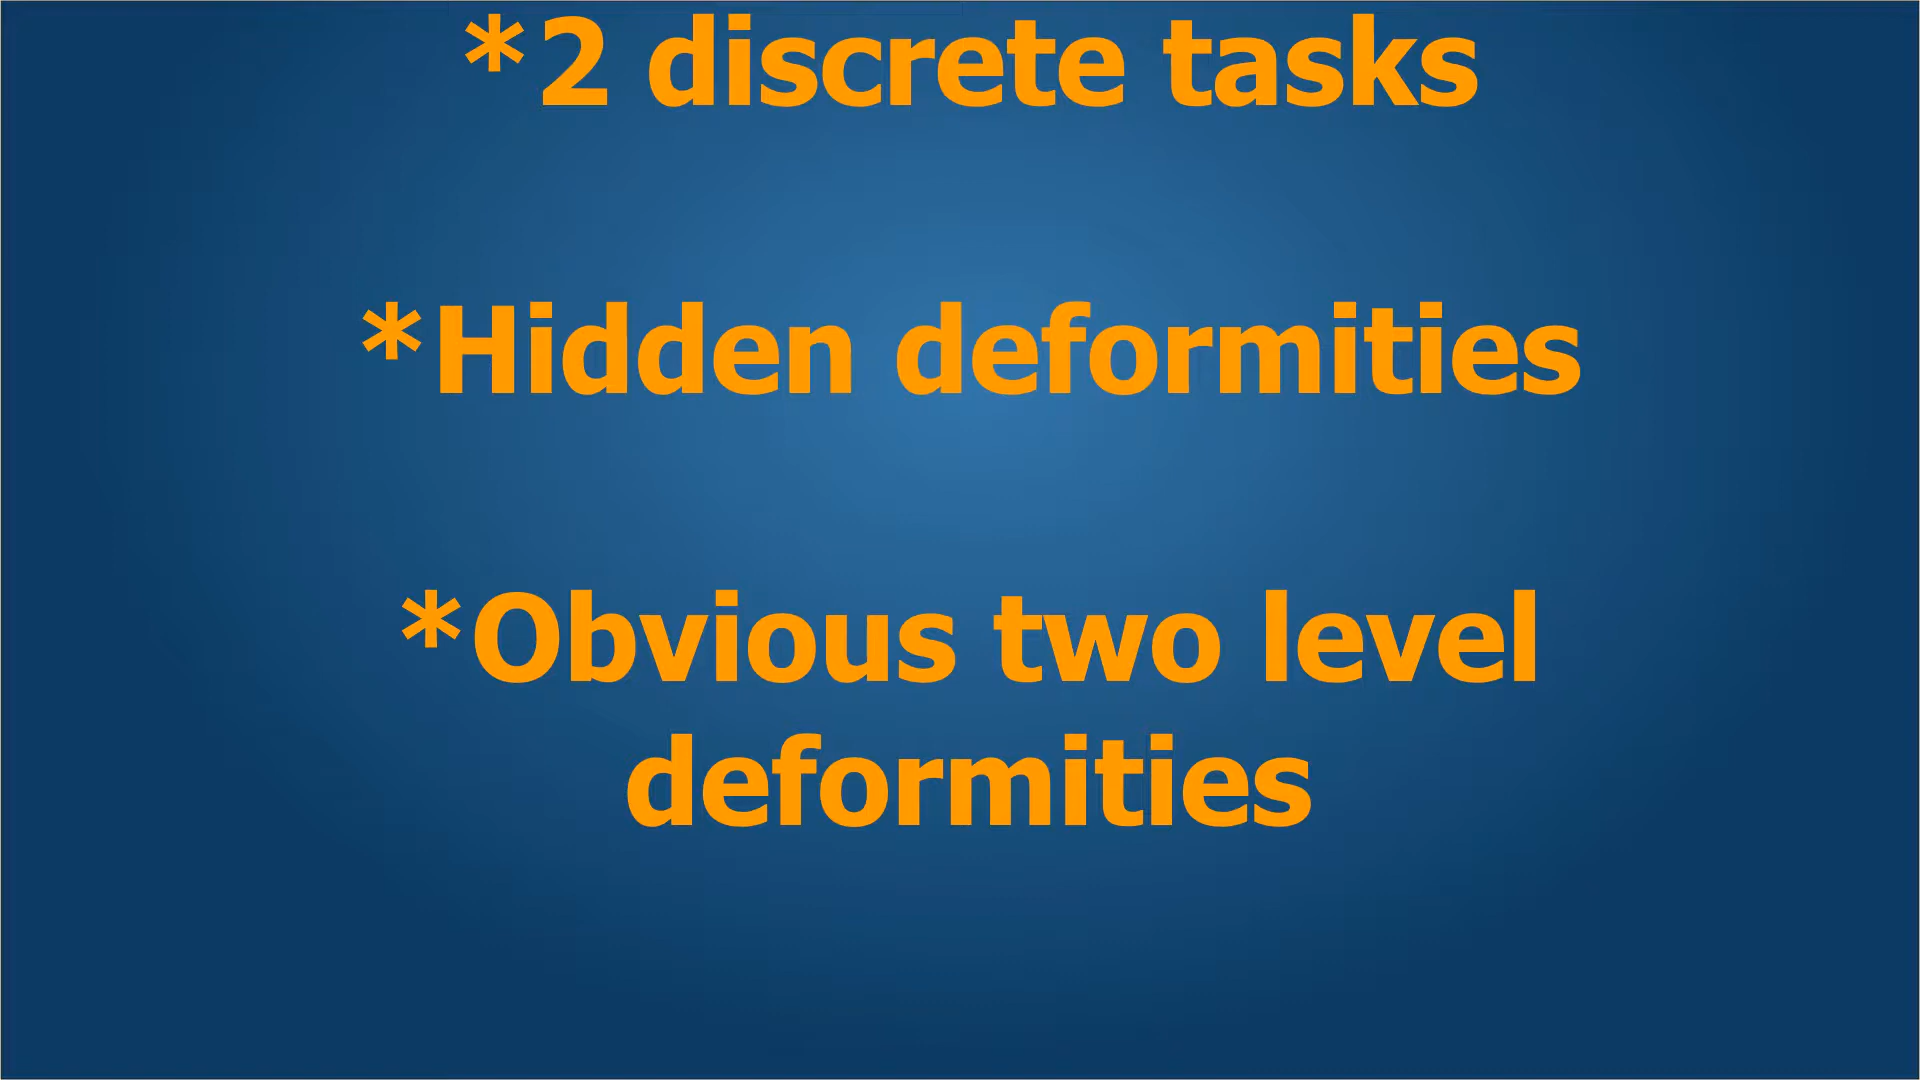 *2 discrete tasks
*Hidden deformities
*Obvious two level
deformities